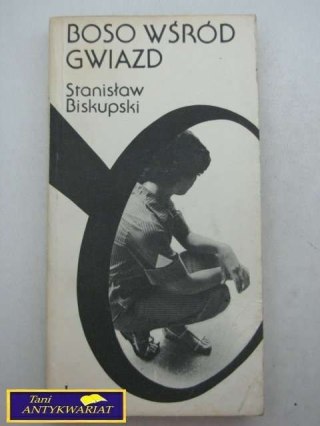 BOSO WŚRÓD
GWIAZD
Stanisław
Biskupski
Tani
ANTYKWARIAT